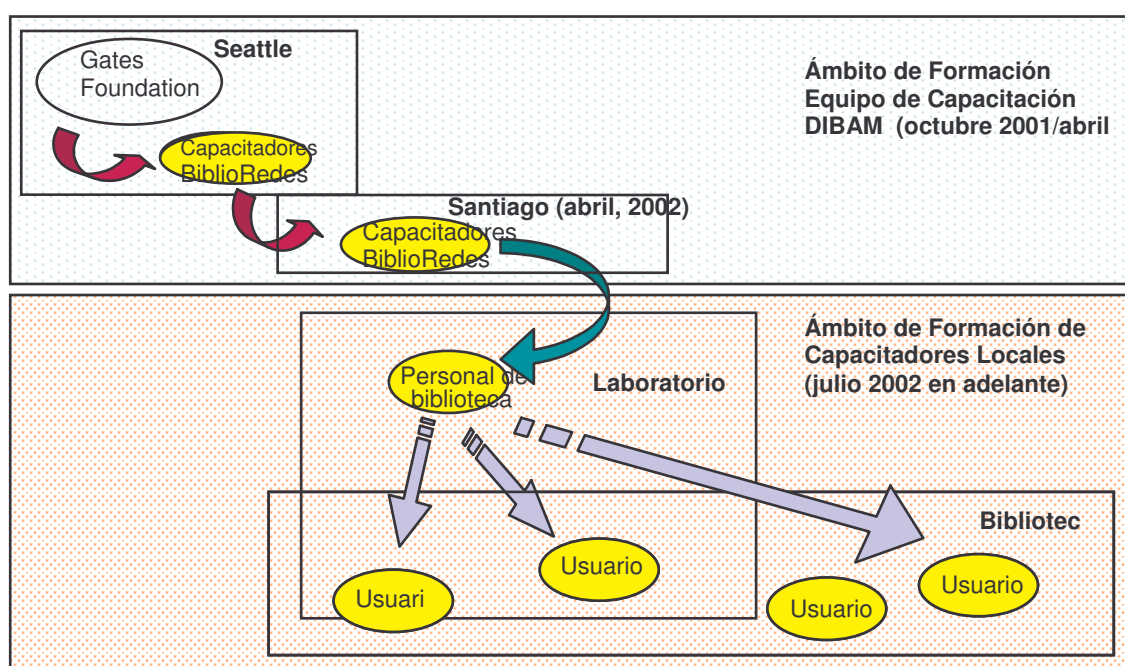 Seattle
Gates
Foundation
Capacitadores
BiblioRedes
Ámbito de Formación
Equipo de Capacitación
DIBAM (octubre 2001/abril
Santiago (abril, 2002)
Capacitadores
BiblioRedes
Ámbito de Formación de
Capacitadores Locales
(julio 2002 en adelante)
Personal de
biblioteca
Laboratorio
Bibliotec
Usuari
Usuario
Usuario
Usuario